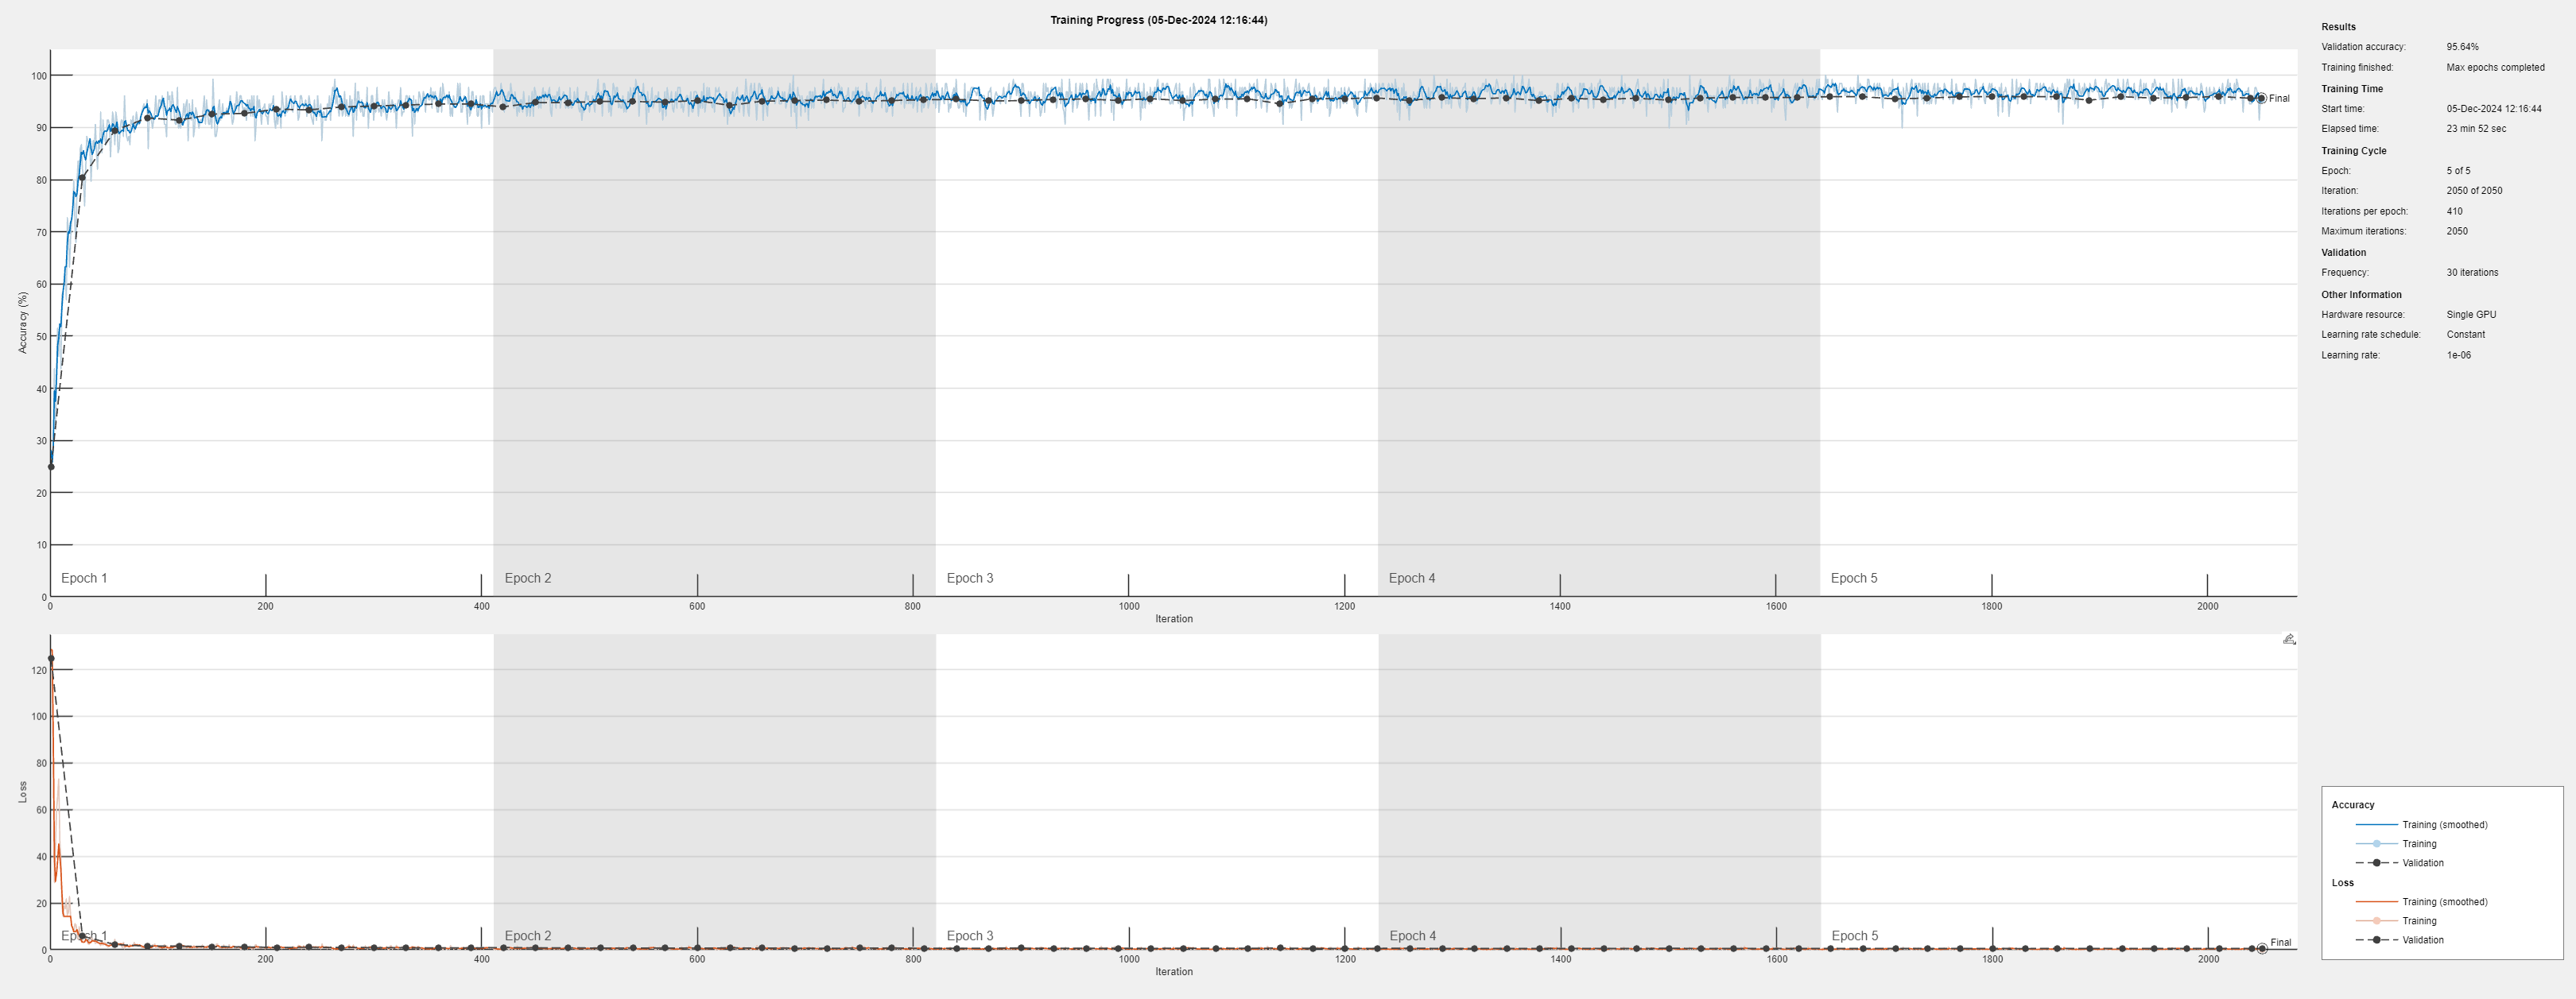 Training Progress (05-Dec-2024 12:16:44)
Accuracy (%)
100
90
80
70
60
50
40
30
20
10
0
Final
Epoch 1
Epoch 2
Epoch 3
Epoch 4
Epoch 5
0
200
400
600
800
1000
1200
1400
1600
1800
2000
Iteration
Loss
120
100
80
60
40
20
0
Final
Epoch 1
Epoch 2
Epoch 3
Epoch 4
Epoch 5
0
200
400
600
800
1000
1200
1400
1600
1800
2000
Iteration
Results
Validation accuracy: 95.64%
Training finished: Max epochs completed
Training Time
Start time: 05-Dec-2024 12:16:44
Elapsed time: 23 min 52 sec
Training Cycle
Epoch: 5 of 5
Iteration: 2050 of 2050
Iterations per epoch: 410
Maximum iterations: 2050
Validation
Frequency: 30 iterations
Other Information
Hardware resource: Single GPU
Learning rate schedule: Constant
Learning rate: 1e-06
Accuracy
Training (smoothed)
Training
Validation
Loss
Training (smoothed)
Training
Validation